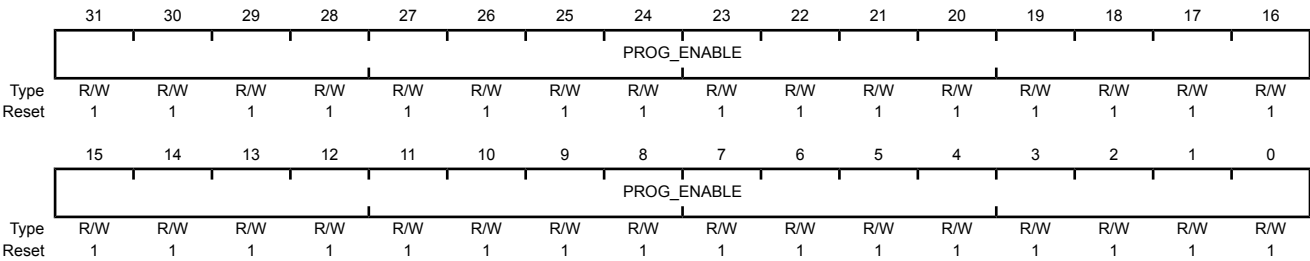 31 30 29 28 27 26 25 24 23 22 21 20 19 18 17 16
PROG_ENABLE
Type R/W R/W R/W R/W R/W R/W R/W R/W R/W R/W R/W R/W R/W R/W R/W R/W
Reset 1 1 1 1 1 1 1 1 1 1 1 1 1 1 1 1
15 14 13 12 11 10 9 8 7 6 5 4 3 2 1 0
PROG_ENABLE
Type R/W R/W R/W R/W R/W R/W R/W R/W R/W R/W R/W R/W R/W R/W R/W R/W
Reset 1 1 1 1 1 1 1 1 1 1 1 1 1 1 1 1